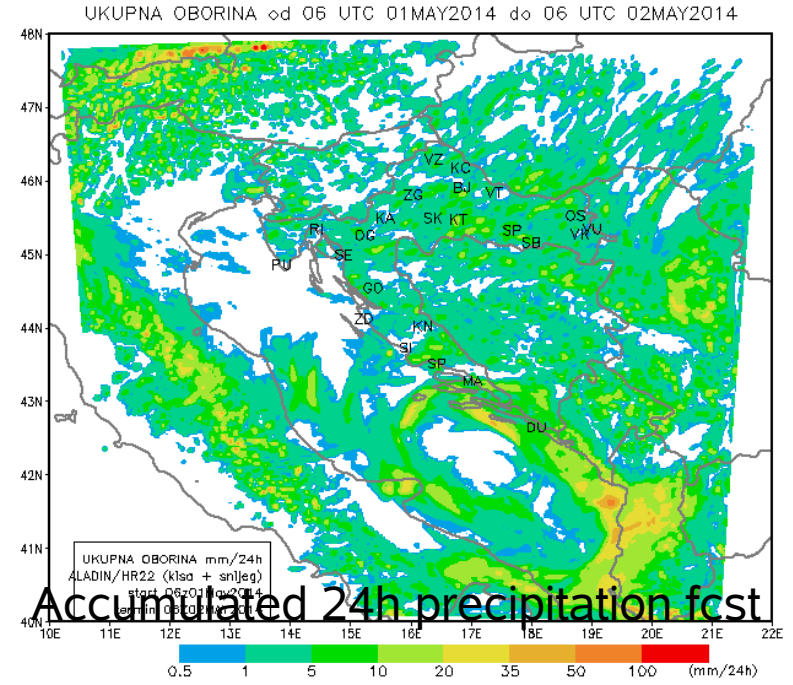 UKUPNA OBORINA od 06 UTC 01MAY2014 do 06 UTC 02MAY2014
48N
47N
46N
45N
44N
43N
42N
41N
40N
VZ
KC
ZG
BJ
VT
KA
SK
KT
OS
RI
OG
SP
VU
VK
SB
SE
PU
GO
ZD
KN
SI
SP
MA
DU
UKUPNA OBORINA mm/24h
ALADIN/HR22 (kisa + snijeg)
start 06z01May2014
termin 06z02MAY2014
Accumulated 24h precipitation fcst
10E 11E 12E 13E 14E 15E 16E 17E 18E 19E 20E 21E 22E
0.5 1 5 10 20 35 50 100 (mm/24h)